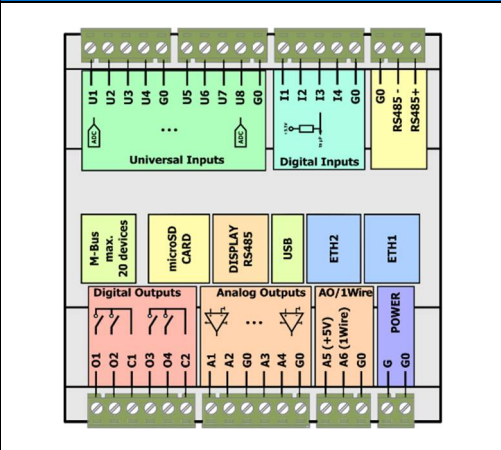 U1 U2 U3 U4 G0 U5 U6 U7 U8 G0
I1 I2 I3 I4 G0
G0 RS485 - RS485+
ADC ... ADC
Universal Inputs
Digital Inputs
M-Bus
max.
20 devices
microSD
CARD
DISPLAY
RS485
USB
ETH2
ETH1
Digital Outputs
O1 O2 C1 O3 O4 C2
Analog Outputs
...
A1 A2 G0 A3 A4 G0
AO/1Wire
A5 (+5V) A6 (1Wire) G0
POWER
G G0